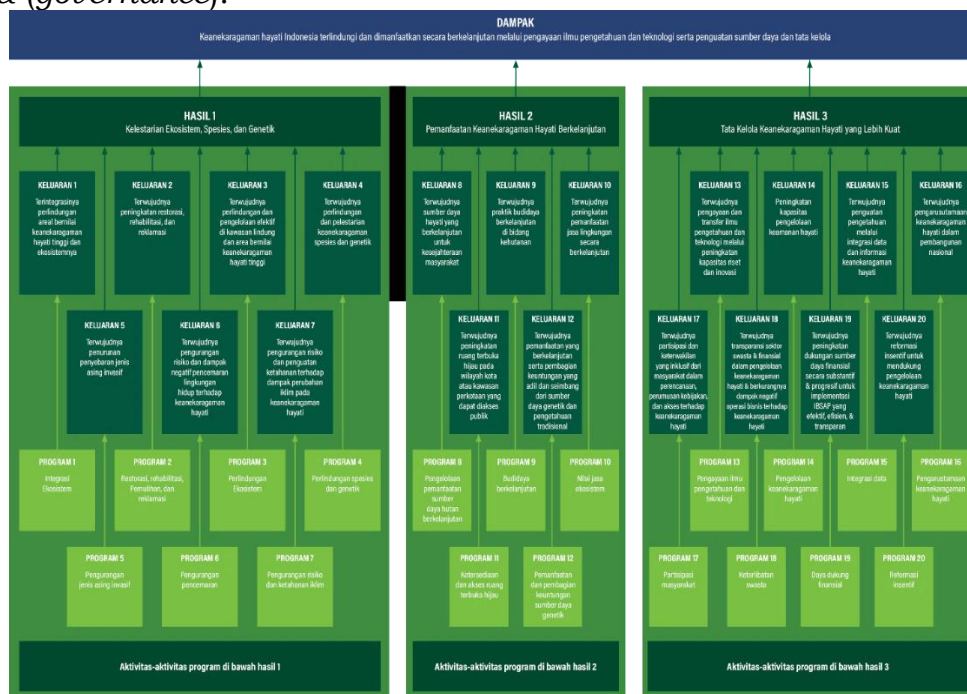 (governance).
DAMPAK
Keanekaragaman hayati Indonesia terlindungi dan dimanfaatkan secara berkelanjutan melalui pengayaan ilmu pengetahuan dan teknologi serta penguatan sumber daya dan tata kelola
HASIL 1
Kelestarian Ekosistem, Spesies, dan Genetik
KELUARAN 1
Terintegrasinya
perlindungan
areal bernilai
keanekaragaman
hayati tinggi dan
ekosistemnya
KELUARAN 2
Terwujudnya
peningkatan restorasi,
rehabilitasi, dan
reklamasi
KELUARAN 3
Terwujudnya
perlindungan dan
pengelolaan efektif
di kawasan lindung
dan area bernilai
keanekaragaman
hayati tinggi
KELUARAN 4
Terwujudnya
perlindungan
dan pelestarian
keanekaragaman
spesies dan genetik
KELUARAN 5
Terwujudnya
penurunan
penyebaran jenis
asing invasif
KELUARAN 6
Terwujudnya
pengurangan
risiko dan dampak
negatif pencemaran
lingkungan
hidup terhadap
keanekaragaman
hayati
KELUARAN 7
Terwujudnya
pengurangan risiko
dan penguatan
ketahanan terhadap
dampak perubahan
iklim pada
keanekaragaman
hayati
PROGRAM 1
Integrasi
Ekosistem
PROGRAM 2
Restorasi, rehabilitasi,
Pemulihan, dan
reklamasi
PROGRAM 3
Perlindungan
Ekosistem
PROGRAM 4
Perlindungan spesies
dan genetik
PROGRAM 5
Pengurangan
jenis asing invasif
PROGRAM 6
Pengurangan
pencemaran
PROGRAM 7
Pengurangan risiko
dan ketahanan iklim
Aktivitas-aktivitas program di bawah hasil 1
HASIL 2
Pemanfaatan Keanekaragaman Hayati Berkelanjutan
KELUARAN 8
Terwujudnya
sumber daya
hayati yang
berkelanjutan
untuk
kesejahteraan
masyarakat
KELUARAN 9
Terwujudnya
praktik budidaya
berkelanjutan
di bidang
kehutanan
KELUARAN 10
Terwujudnya
peningkatan
pemanfaatan
jasa lingkungan
secara
berkelanjutan
KELUARAN 11
Terwujudnya
peningkatan
ruang terbuka
hijau pada
wilayah kota
atau kawasan
perkotaan yang
dapat diakses
publik
KELUARAN 12
Terwujudnya
pemanfaatan yang
berkelanjutan
serta pembagian
keuntungan yang
adil dan seimbang
dari sumber
daya genetik dan
pengetahuan
tradisional
PROGRAM 8
Pengelolaan
pemanfaatan
sumber
daya hutan
berkelanjutan
PROGRAM 9
Budidaya
berkelanjutan
PROGRAM 10
Nilai jasa
ekosistem
PROGRAM 11
Ketersediaan
dan akses ruang
terbuka hijau
PROGRAM 12
Pemanfaatan
dan pembagian
keuntungan
sumber daya
genetik
Aktivitas-aktivitas program di bawah hasil 2
HASIL 3
Tata Kelola Keanekaragaman Hayati yang Lebih Kuat
KELUARAN 13
Terwujudnya
pengayaan dan
transfer ilmu
pengetahuan dan
teknologi melalui
peningkatan
kapasitas riset
dan inovasi
KELUARAN 14
Peningkatan
kapasitas
pengelolaan
keamanan hayati
KELUARAN 15
Terwujudnya
penguatan
pengetahuan
melalui
integrasi data
dan informasi
keanekaragaman
hayati
KELUARAN 16
Terwujudnya
pengarusutamaan
keanekaragaman
hayati dalam
pembangunan
nasional
KELUARAN 17
Terwujudnya
partisipasi dan
keterwakilan
yang inklusif dari
masyarakat dalam
perencanaan,
perumusan kebijakan,
dan akses terhadap
keanekaragaman
hayati
KELUARAN 18
Terwujudnya
transparansi sektor
swasta & finansial
dalam pengelolaan
keanekaragaman
hayati & berkurangnya
dampak negatif
operasi bisnis terhadap
keanekaragaman
hayati
KELUARAN 19
Terwujudnya
peningkatan
dukungan sumber
daya finansial
secara substantif
& progresif untuk
implementasi
IBSAP yang
efektif, efisien, &
transparan
KELUARAN 20
Terwujudnya
reformasi
insentif untuk
mendukung
pengelolaan
keanekaragaman
hayati
PROGRAM 13
Pengayaan ilmu
pengetahuan dan
teknologi
PROGRAM 14
Pengelolaan
keanekaragaman
hayati
PROGRAM 15
Integrasi data
PROGRAM 16
Pengarustamaan
keanekaragaman
hayati
PROGRAM 17
Partisipasi
masyarakat
PROGRAM 18
Keterlibatan
swasta
PROGRAM 19
Daya dukung
finansial
PROGRAM 20
Reformasi
insentif
Aktivitas-aktivitas program di bawah hasil 3